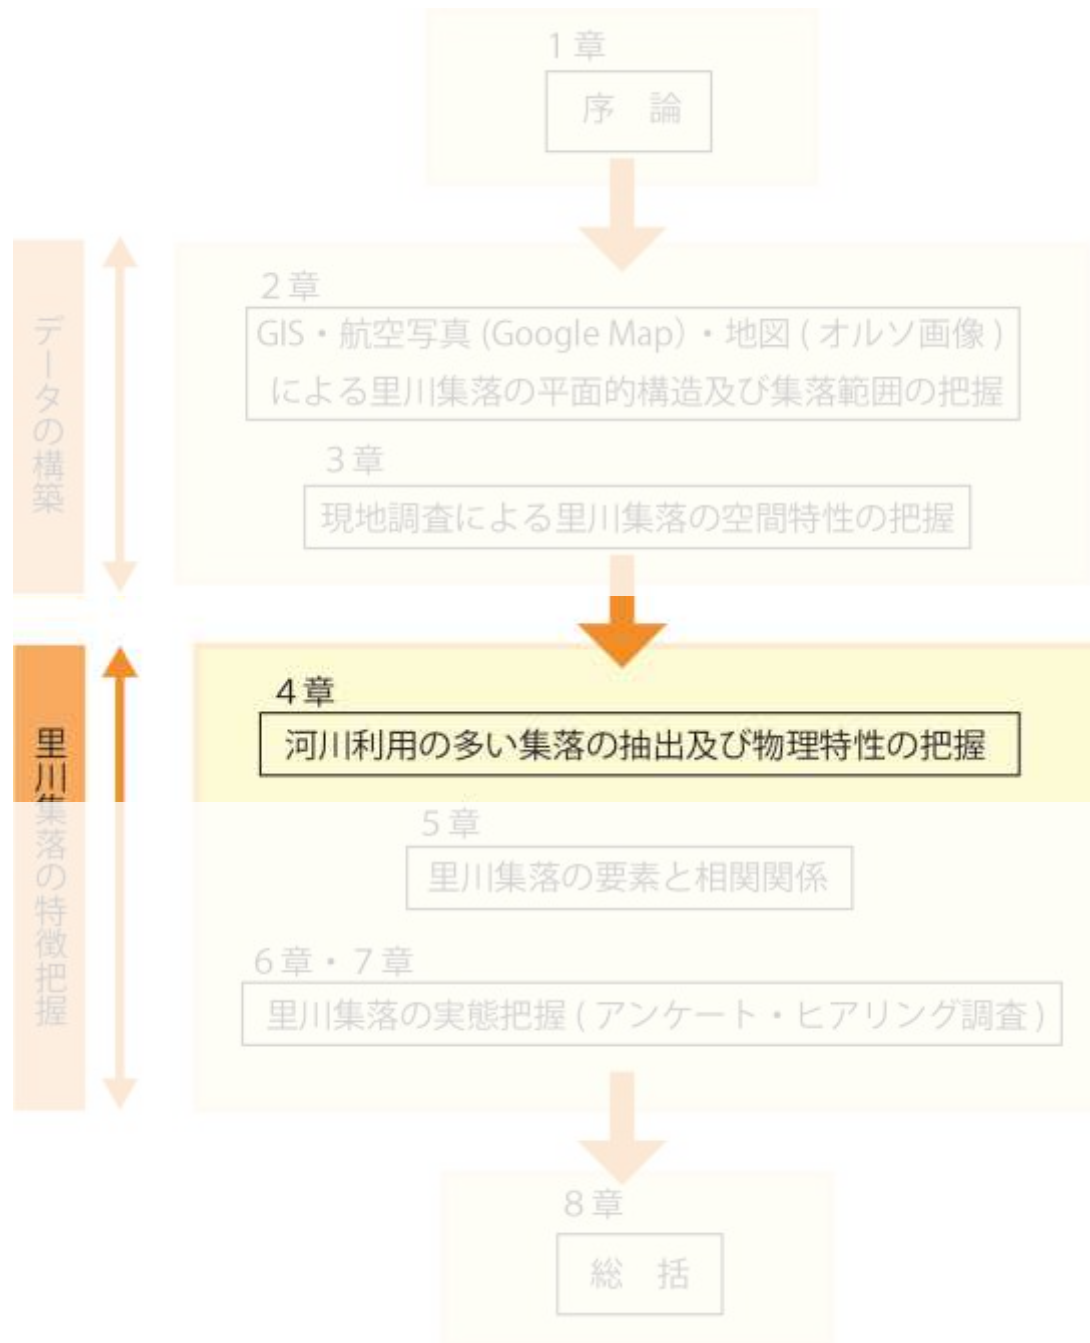 1章
序　論
データの構築
2章
GIS・航空写真(Google Map)・地図(オルソ画像)
による里川集落の平面的構造及び集落範囲の把握
3章
現地調査による里川集落の空間特性の把握
里川集落の特徴把握
4章
河川利用の多い集落の抽出及び物理特性の把握
5章
里川集落の要素と相関関係
6章・7章
里川集落の実態把握(アンケート・ヒアリング調査)
8章
総　括